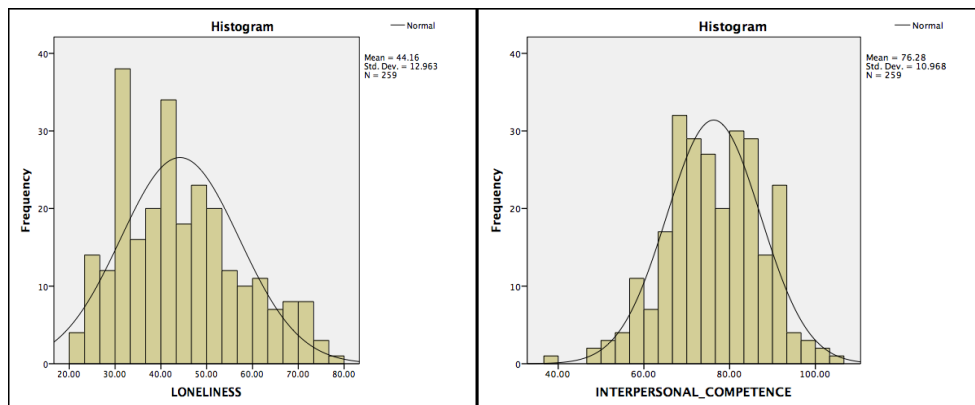 Histogram
Normal
Mean = 44.16
Std. Dev. = 12.963
N = 259
40
30
20
10
0
Frequency
20.00 30.00 40.00 50.00 60.00 70.00 80.00
LONELINESS
Histogram
Normal
Mean = 76.28
Std. Dev. = 10.968
N = 259
40
30
20
10
0
Frequency
40.00 60.00 80.00 100.00
INTERPERSONAL_COMPETENCE